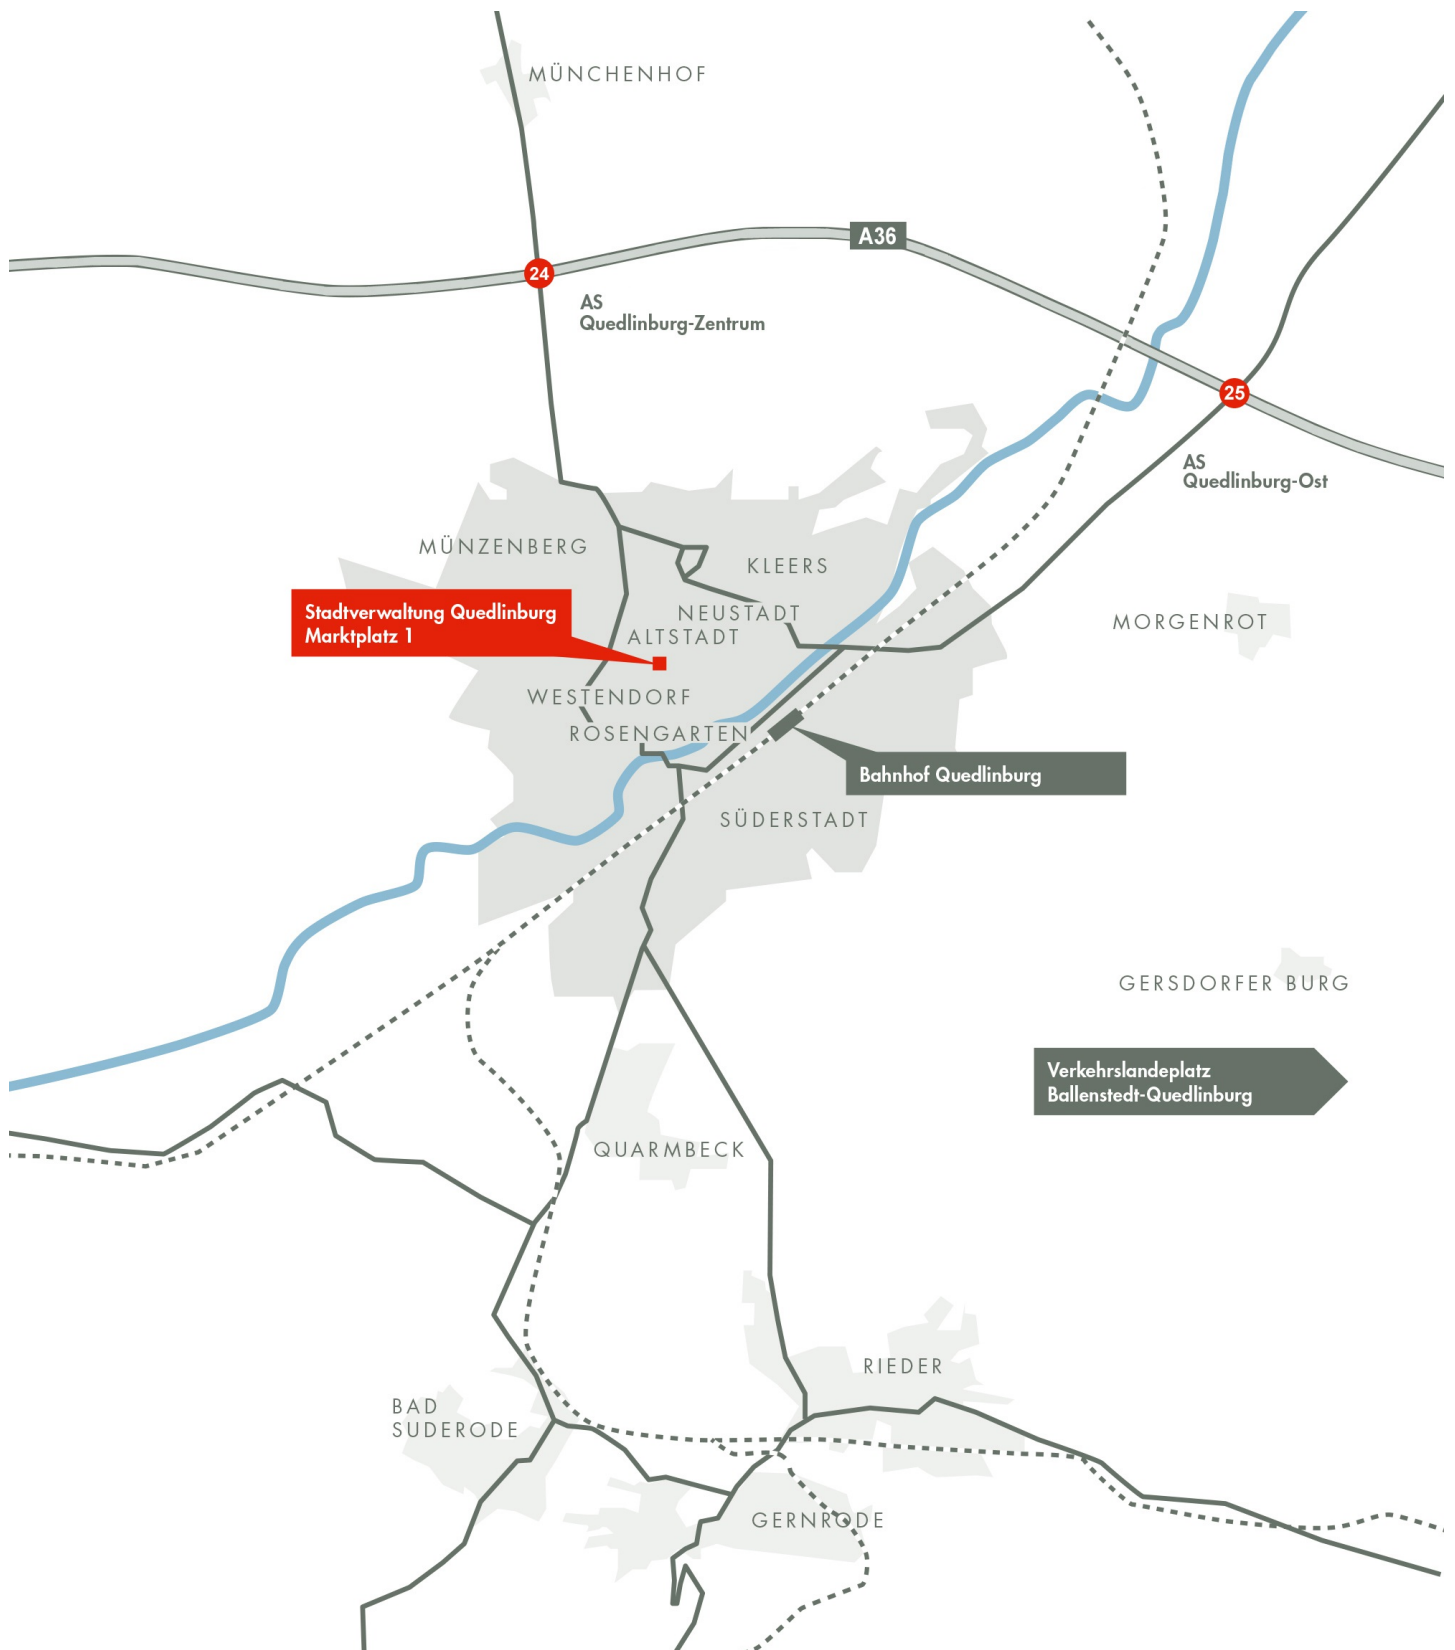 MÜNCHENHOF
A36
24
AS
Quedlinburg-Zentrum
25
AS
Quedlinburg-Ost
MÜNZENBERG
KLEERS
Stadtverwaltung Quedlinburg
Marktplatz 1
NEUSTADT
ALTSTADT
MORGENROT
WESTENDORF
ROSENGARTEN
Bahnhof Quedlinburg
SÜDERSTADT
GERSDORFER BURG
Verkehrslandeplatz
Ballenstedt-Quedlinburg
QUARMBECK
RIEDER
BAD
SUDERODE
GERNRODE